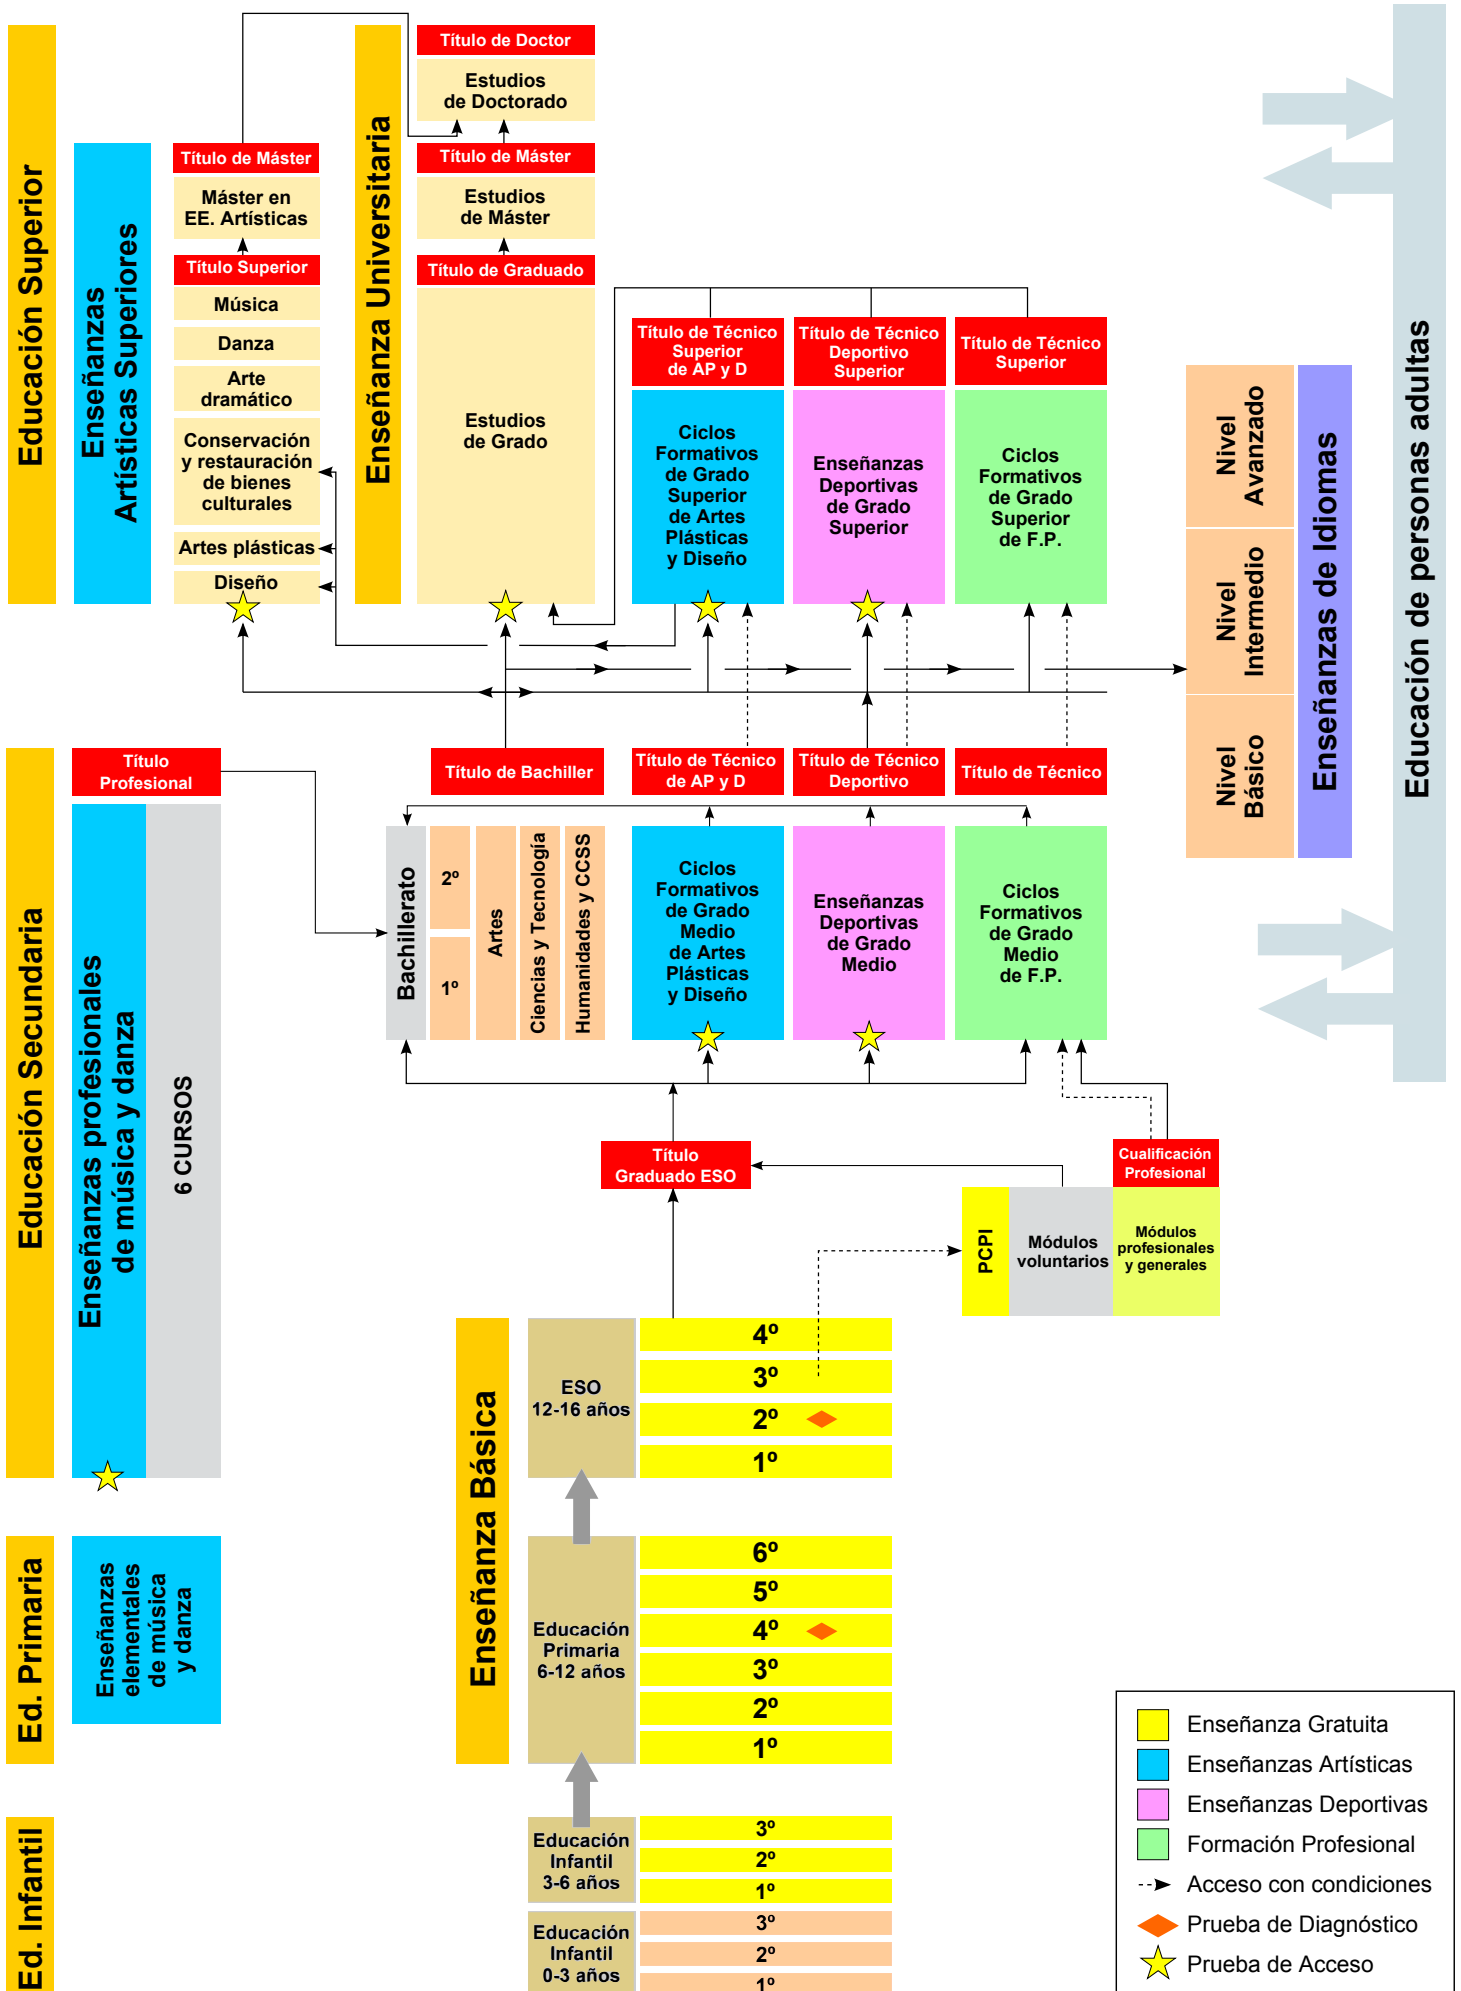 Educación Superior
Enseñanzas
Artísticas Superiores
Título de Máster
Máster en
EE. Artísticas
Título Superior
Música
Danza
Arte
dramático
Conservación
y restauración
de bienes
culturales
Artes plásticas
Diseño
Enseñanza Universitaria
Título de Doctor
Estudios
de Doctorado
Título de Máster
Estudios
de Máster
Título de Graduado
Estudios
de Grado
Título de Técnico
Superior
de AP y D
Ciclos
Formativos
de Grado
Superior
de Artes
Plásticas
y Diseño
Título de Técnico
Deportivo
Superior
Enseñanzas
Deportivas
de Grado
Superior
Título de Técnico
Superior
Ciclos
Formativos
de Grado
Superior
de F.P.
Nivel
Avanzado
Nivel
Intermedio
Nivel
Básico
Enseñanzas de Idiomas
Educación de personas adultas
Educación Secundaria
Título
Profesional
Enseñanzas profesionales
de música y danza
6 CURSOS
Título de Bachiller
Bachillerato
2º
1º
Artes
Ciencias y Tecnología
Humanidades y CCSS
Título de Técnico
de AP y D
Ciclos
Formativos
de Grado
Medio
de Artes
Plásticas
y Diseño
Título de Técnico
Deportivo
Enseñanzas
Deportivas
de Grado
Medio
Título de Técnico
Ciclos
Formativos
de Grado
Medio
de F.P.
Título
Graduado ESO
Cualificación
Profesional
PCPI
Módulos
voluntarios
Módulos
profesionales
y generales
Enseñanza Básica
ESO
12-16 años
4º
3º
2º
1º
Ed. Primaria
Enseñanzas
elementales
de música
y danza
Educación
Primaria
6-12 años
6º
5º
4º
3º
2º
1º
Ed. Infantil
Educación
Infantil
3-6 años
3º
2º
1º
Educación
Infantil
0-3 años
3º
2º
1º
Enseñanza Gratuita
Enseñanzas Artísticas
Enseñanzas Deportivas
Formación Profesional
Acceso con condiciones
Prueba de Diagnóstico
Prueba de Acceso